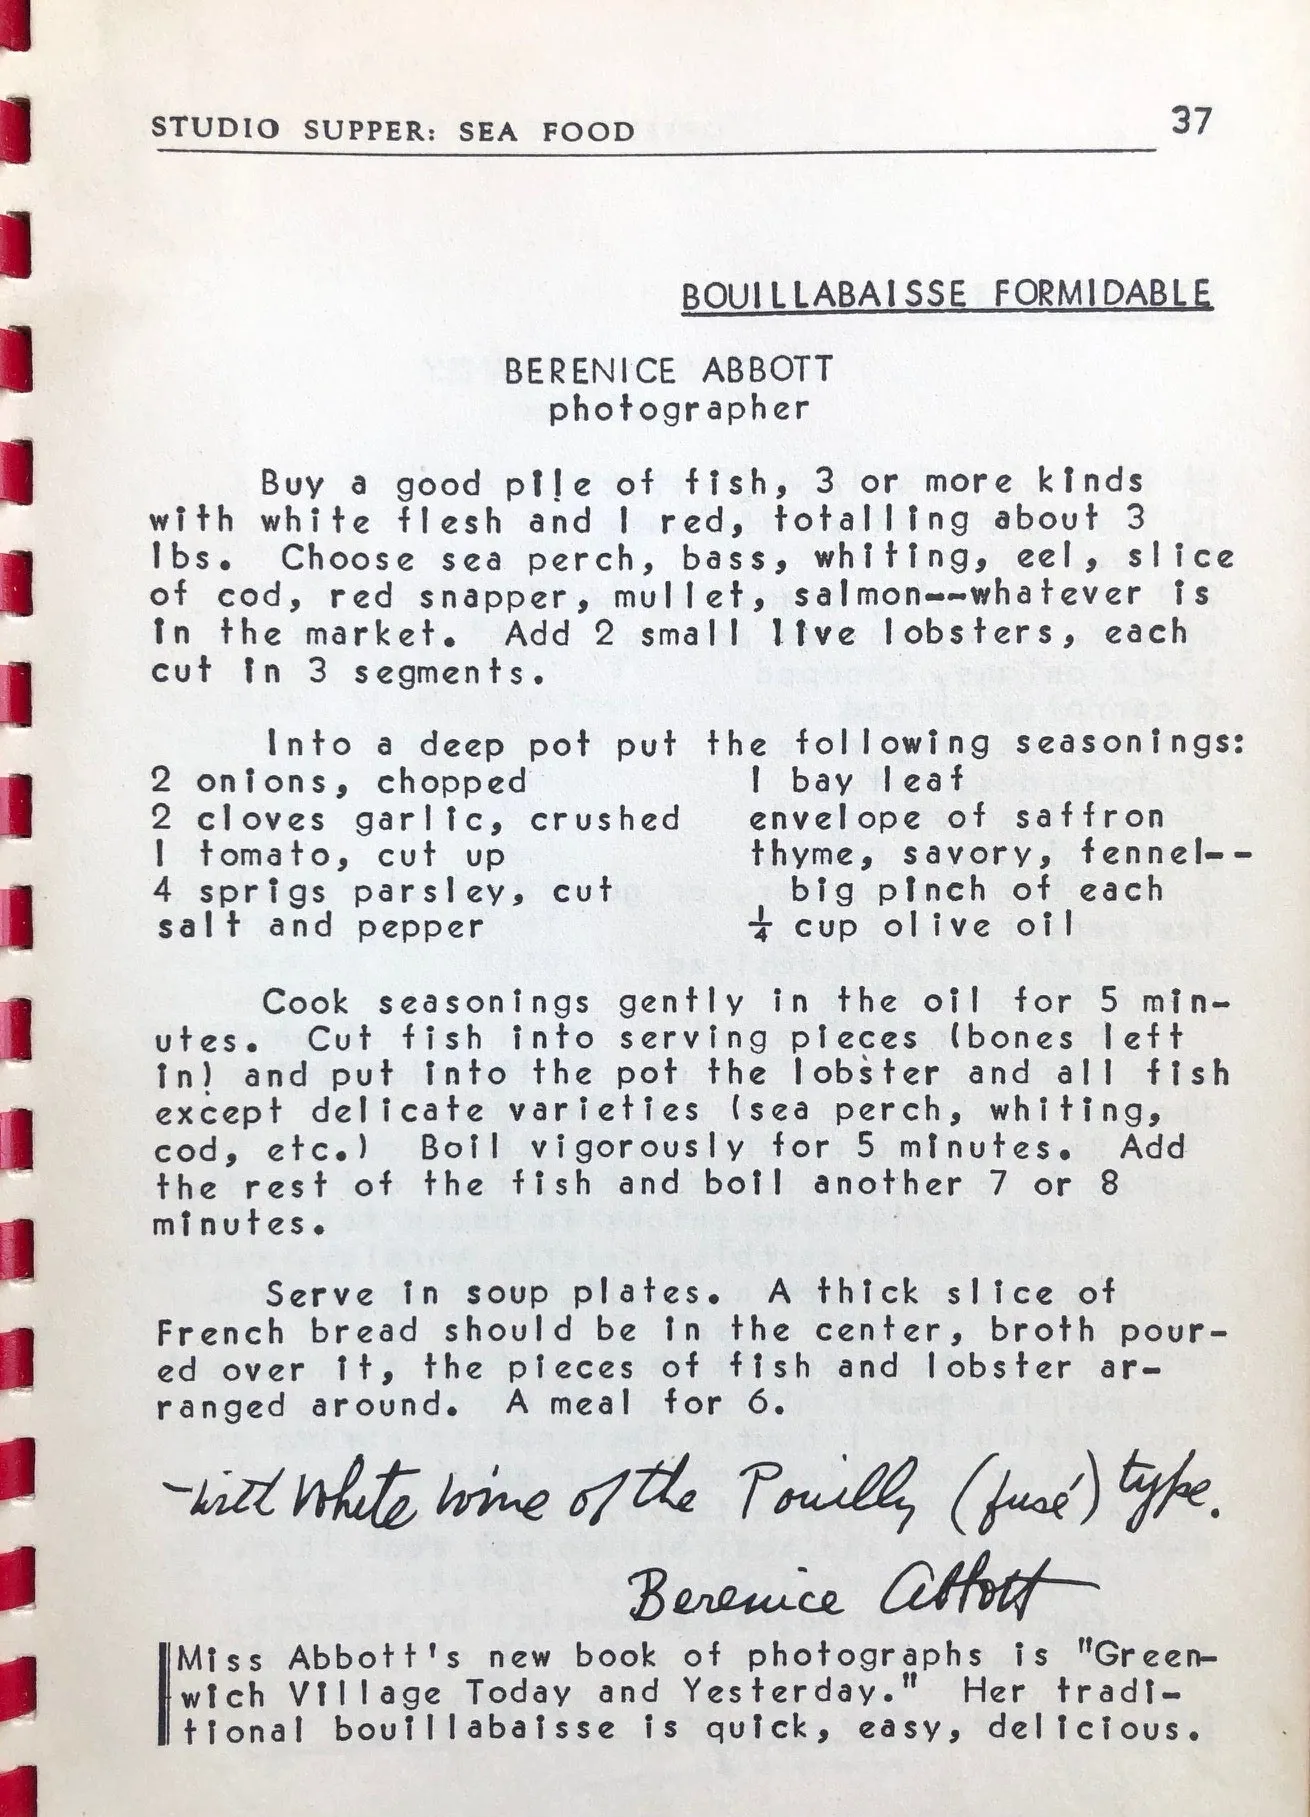 STUDIO SUPPER: SEA FOOD 37
BOUILLABAISSE FORMIDABLE
BERENICE ABBOTT
photographer
Buy a good pile of fish, 3 or more kinds
with white flesh and 1 red, totalling about 3
lbs. Choose sea perch, bass, whiting, eel, slice
of cod, red snapper, mullet, salmon--whatever is
in the market. Add 2 small live lobsters, each
cut in 3 segments.
Into a deep pot put the following seasonings:
2 onions, chopped 1 bay leaf
2 cloves garlic, crushed envelope of saffron
1 tomato, cut up thyme, savory, fennel--
4 sprigs parsley, cut big pinch of each
salt and pepper ¼ cup olive oil
Cook seasonings gently in the oil for 5 min-
utes. Cut fish into serving pieces (bones left
in) and put into the pot the lobster and all fish
except delicate varieties (sea perch, whiting,
cod, etc.) Boil vigorously for 5 minutes. Add
the rest of the fish and boil another 7 or 8
minutes.
Serve in soup plates. A thick slice of
French bread should be in the center, broth pour-
ed over it, the pieces of fish and lobster ar-
ranged around. A meal for 6.
-with White wine of the Pouilly (fusé) type.
Berenice Abbott
Miss Abbott's new book of photographs is "Green-
wich Village Today and Yesterday." Her tradi-
tional bouillabaisse is quick, easy, delicious.